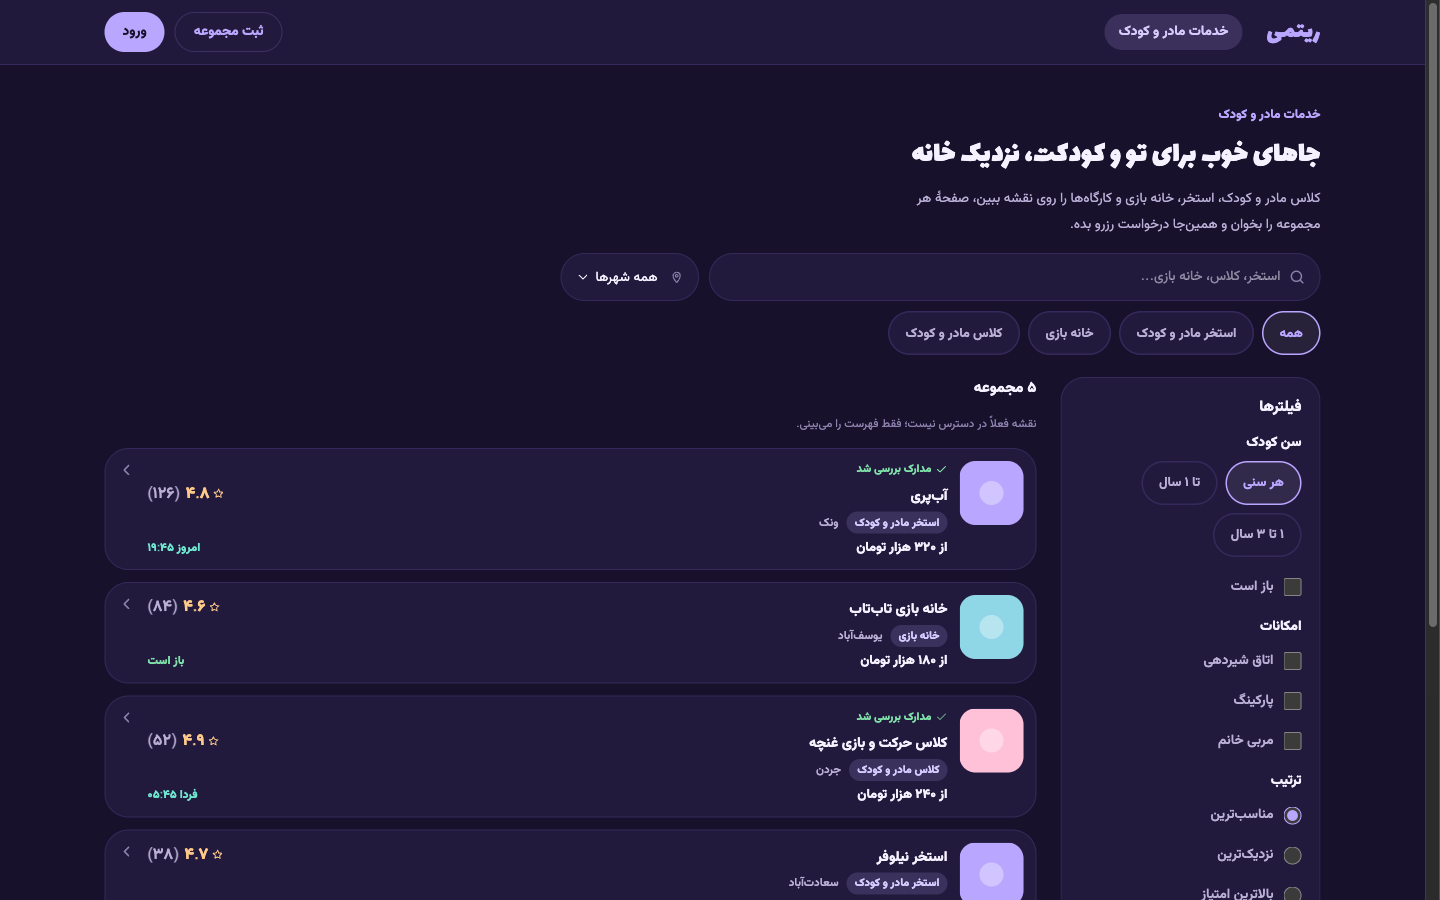 ریتمی
خدمات مادر و کودک
ثبت مجموعه
ورود
خدمات مادر و کودک
جاهای خوب برای تو و کودکت، نزدیک خانه
کلاس مادر و کودک، استخر، خانه بازی و کارگاه‌ها را روی نقشه ببین، صفحهٔ هر
مجموعه را بخوان و همین‌جا درخواست رزرو بده.
استخر، کلاس، خانه بازی...
همه شهرها
همه
استخر مادر و کودک
خانه بازی
کلاس مادر و کودک
فیلترها
سن کودک
هر سنی
تا ۱ سال
۱ تا ۳ سال
باز است
امکانات
اتاق شیردهی
پارکینگ
مربی خانم
ترتیب
مناسب‌ترین
نزدیک‌ترین
بالاترین امتیاز
۵ مجموعه
نقشه فعلاً در دسترس نیست؛ فقط فهرست را می‌بینی.
مدارک بررسی شد
آب‌پری
۴.۸ (۱۲۶)
استخر مادر و کودک ونک
از ۳۲۰ هزار تومان
امروز ۱۹:۴۵
خانه بازی تاب‌تاب
۴.۶ (۸۴)
خانه بازی یوسف‌آباد
از ۱۸۰ هزار تومان
باز است
مدارک بررسی شد
کلاس حرکت و بازی غنچه
۴.۹ (۵۲)
کلاس مادر و کودک جردن
از ۲۴۰ هزار تومان
فردا ۰۵:۴۵
استخر نیلوفر
۴.۷ (۳۸)
استخر مادر و کودک سعادت‌آباد